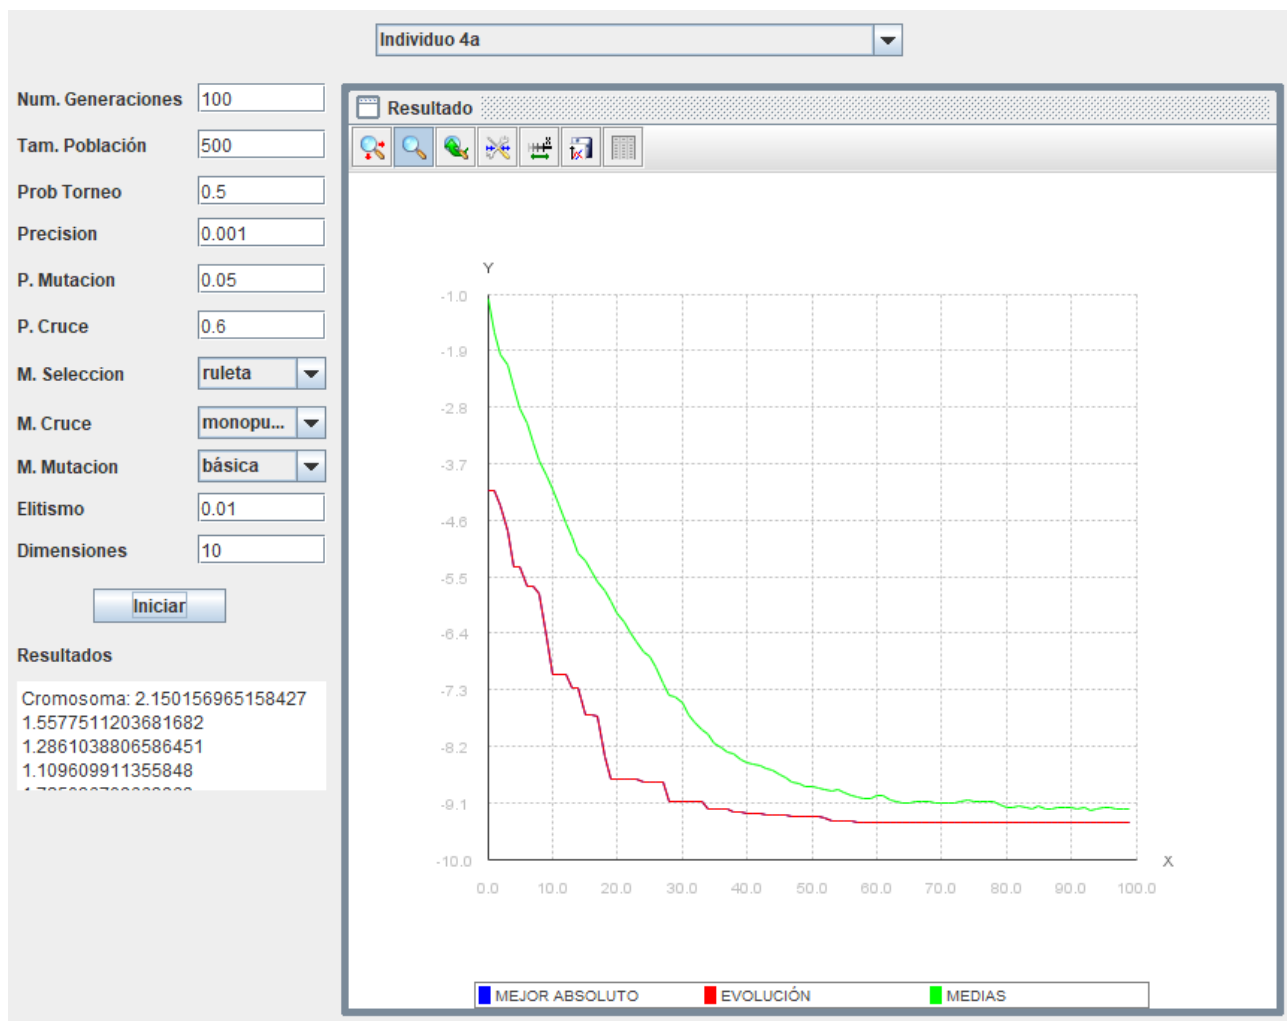 Individuo 4a
Num. Generaciones 100
Tam. Población 500
Prob Torneo 0.5
Precision 0.001
P. Mutacion 0.05
P. Cruce 0.6
M. Seleccion ruleta
M. Cruce monopu...
M. Mutacion básica
Elitismo 0.01
Dimensiones 10
Iniciar
Resultados
Cromosoma: 2.150156965158427
1.5577511203681682
1.2861038806586451
1.109609911355848
Resultado
Y
-1.0
-1.9
-2.8
-3.7
-4.6
-5.5
-6.4
-7.3
-8.2
-9.1
-10.0
X
0.0 10.0 20.0 30.0 40.0 50.0 60.0 70.0 80.0 90.0 100.0
MEJOR ABSOLUTO EVOLUCIÓN MEDIAS